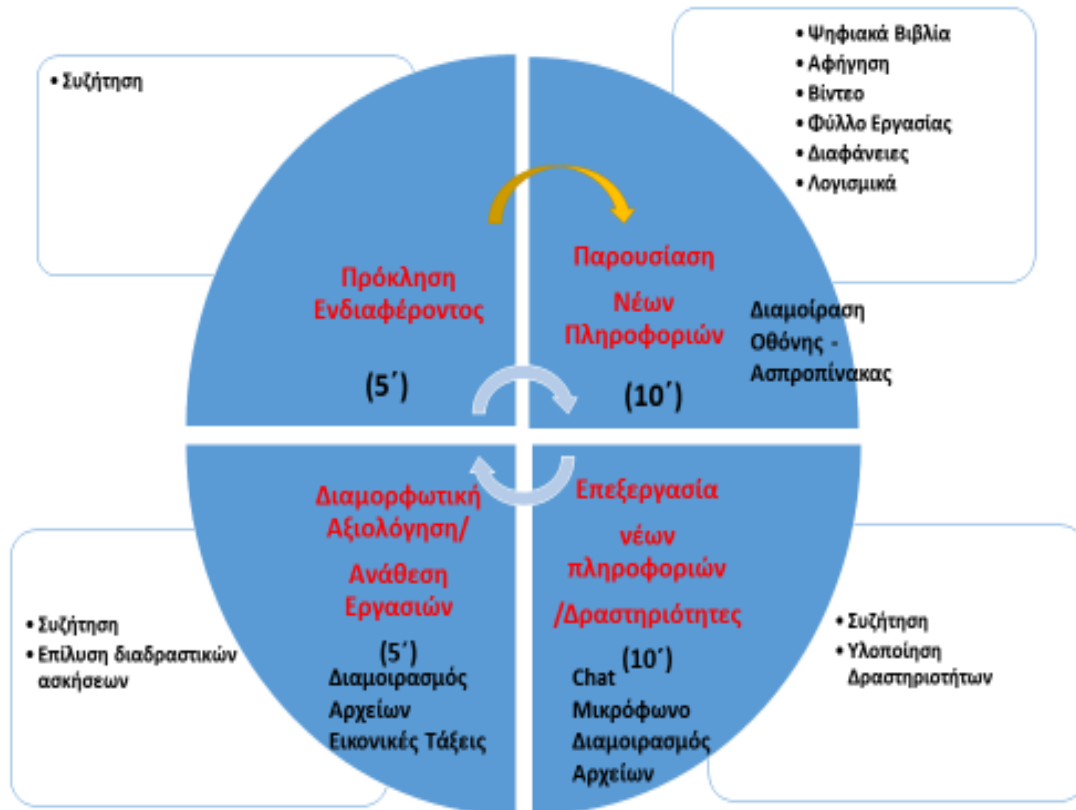 • Συζήτηση
• Ψηφιακά Βιβλία
• Αφήγηση
• Βίντεο
• Φύλλο Εργασίας
• Διαφάνειες
• Λογισμικά
Πρόκληση
Ενδιαφέροντος
(5΄)
Παρουσίαση
Νέων
Πληροφοριών
(10΄)
Διαμοίραση
Οθόνης -
Ασπροπίνακας
Διαμορφωτική
Αξιολόγηση/
Ανάθεση
Εργασιών
(5΄)
Διαμοιρασμός
Αρχείων
Εικονικές Τάξεις
• Συζήτηση
• Επίλυση διαδραστικών
ασκήσεων
Επεξεργασία
νέων
πληροφοριών
/Δραστηριότητες
(10΄)
Chat
Μικρόφωνο
Διαμοιρασμός
Αρχείων
• Συζήτηση
• Υλοποίηση
Δραστηριοτήτων